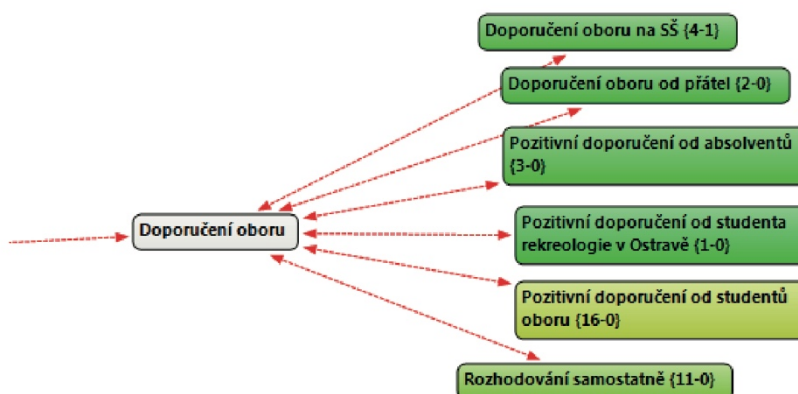 Doporučení oboru na SŠ {4-1}
Doporučení oboru od přátel {2-0}
Pozitivní doporučení od absolventů
{3-0}
Doporučení oboru
Pozitivní doporučení od studenta
rekreologie v Ostravě {1-0}
Pozitivní doporučení od studentů
oboru {16-0}
Rozhodování samostatně {11-0}